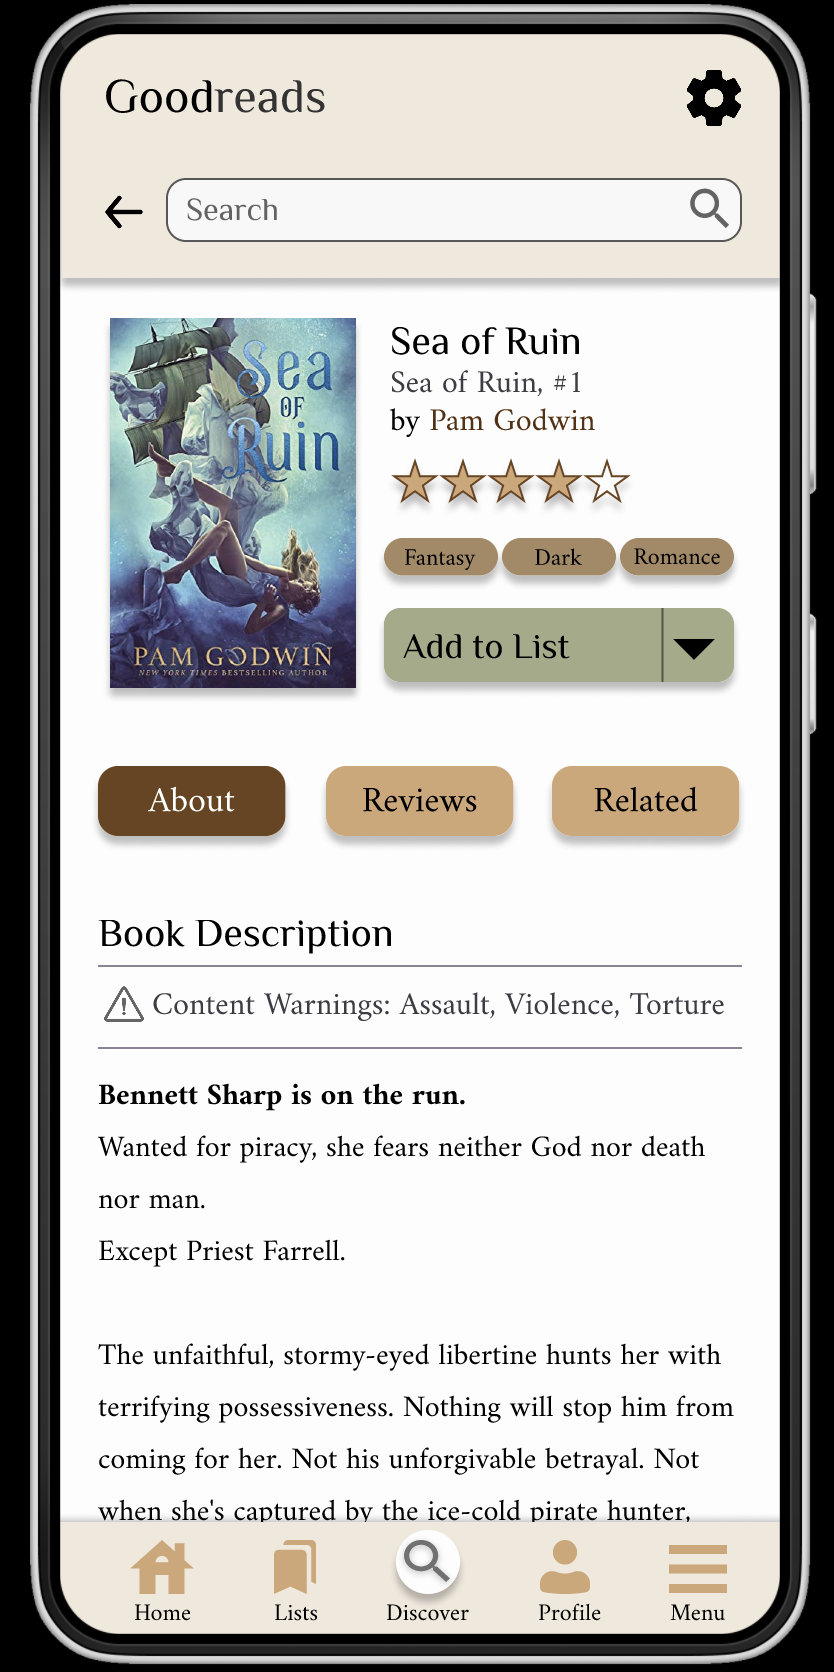 Goodreads
Search
Sea
OF
Ruin
PAM GODWIN
NEW YORK TIMES BESTSELLING AUTHOR
Sea of Ruin
Sea of Ruin, #1
by Pam Godwin
Fantasy Dark Romance
Add to List
About Reviews Related
Book Description
Content Warnings: Assault, Violence, Torture
Bennett Sharp is on the run.
Wanted for piracy, she fears neither God nor death
nor man.
Except Priest Farrell.
The unfaithful, stormy-eyed libertine hunts her with
terrifying possessiveness. Nothing will stop him from
coming for her. Not his unforgivable betrayal. Not
when she's captured by the ice-cold pirate hunter,
Home Lists Discover Profile Menu